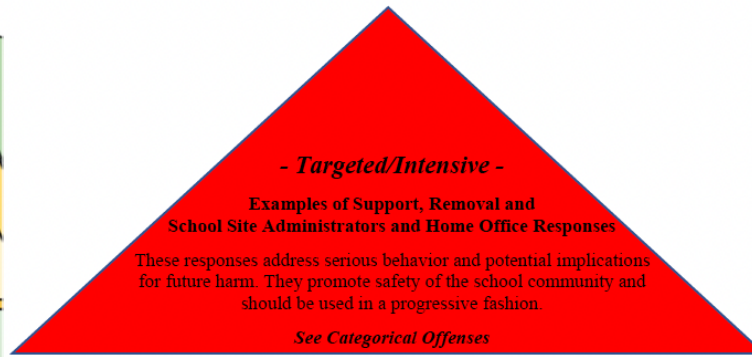 - Targeted/Intensive -
Examples of Support, Removal and
School Site Administrators and Home Office Responses
These responses address serious behavior and potential implications
for future harm. They promote safety of the school community and
should be used in a progressive fashion.
See Categorical Offenses